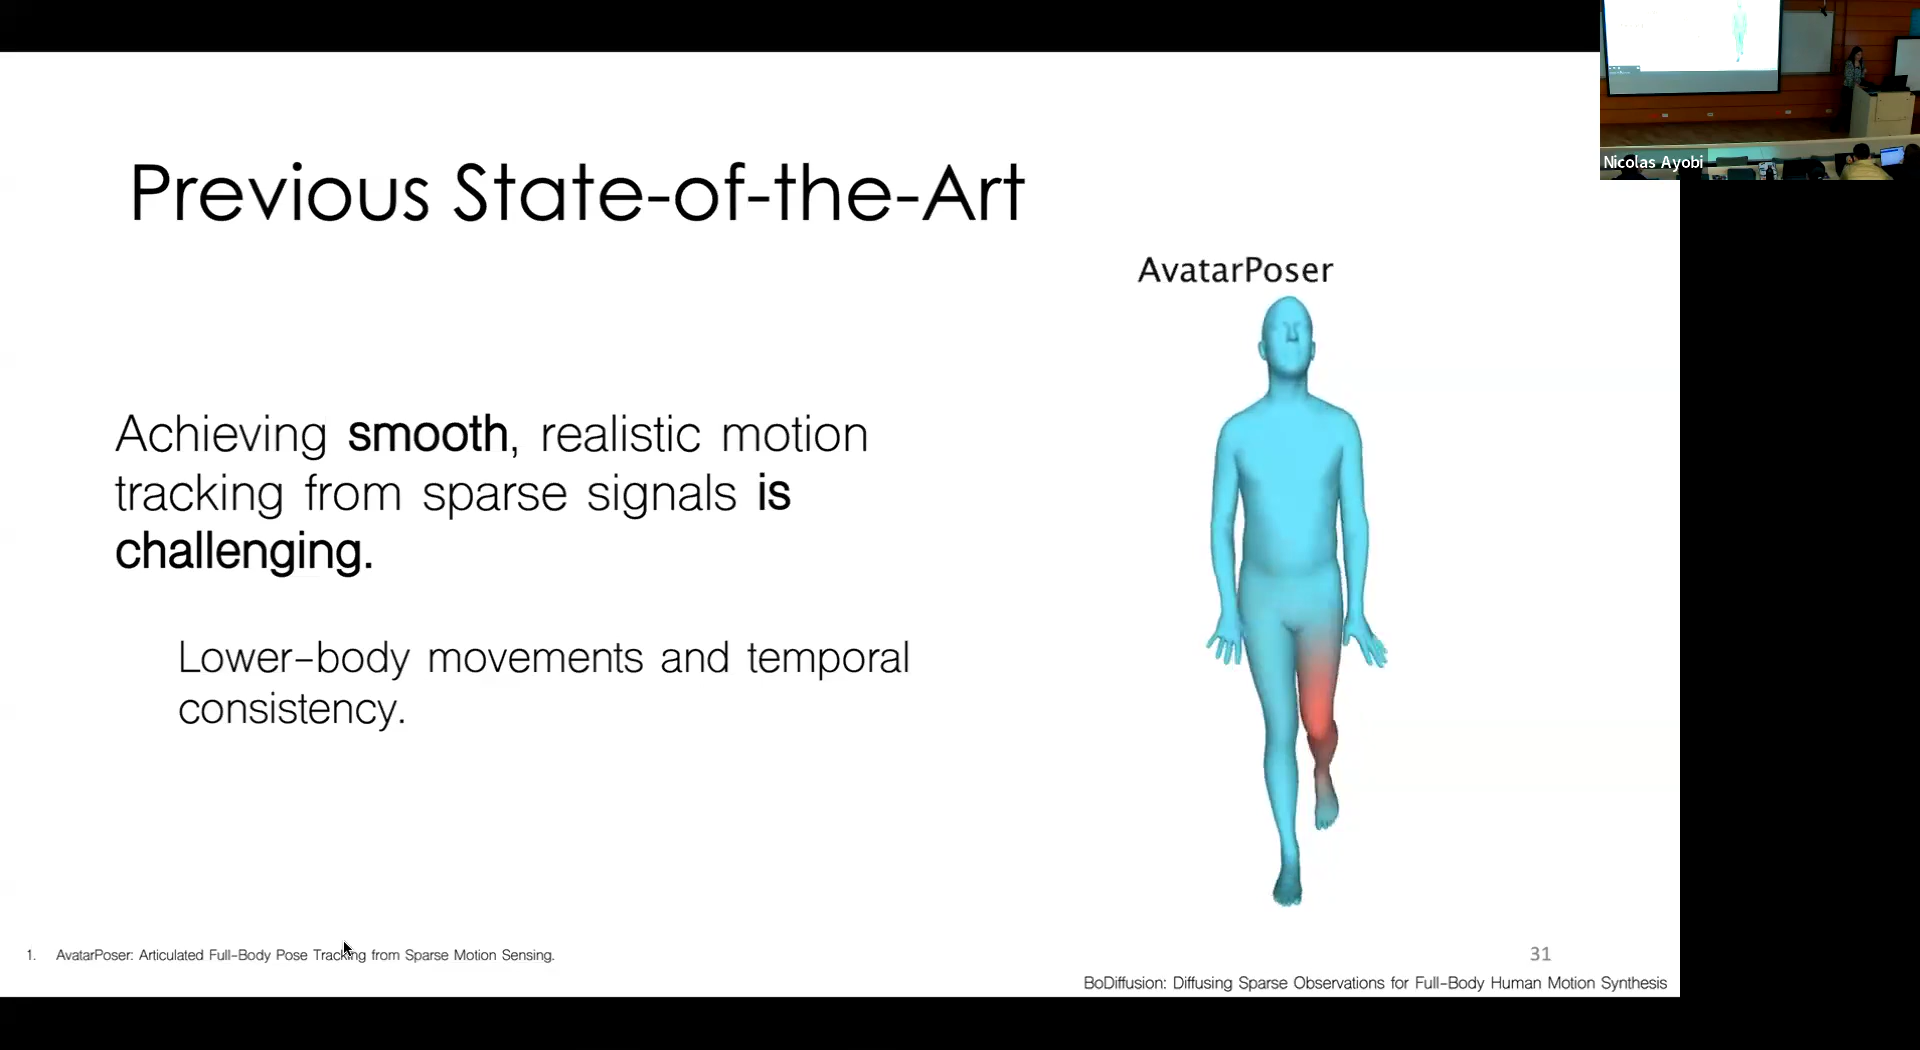 Previous State-of-the-Art
AvatarPoser
Achieving smooth, realistic motion
tracking from sparse signals is
challenging.
Lower-body movements and temporal
consistency.
1. AvatarPoser: Articulated Full-Body Pose Tracking from Sparse Motion Sensing.
31
BoDiffusion: Diffusing Sparse Observations for Full-Body Human Motion Synthesis
Nicolas Ayobi